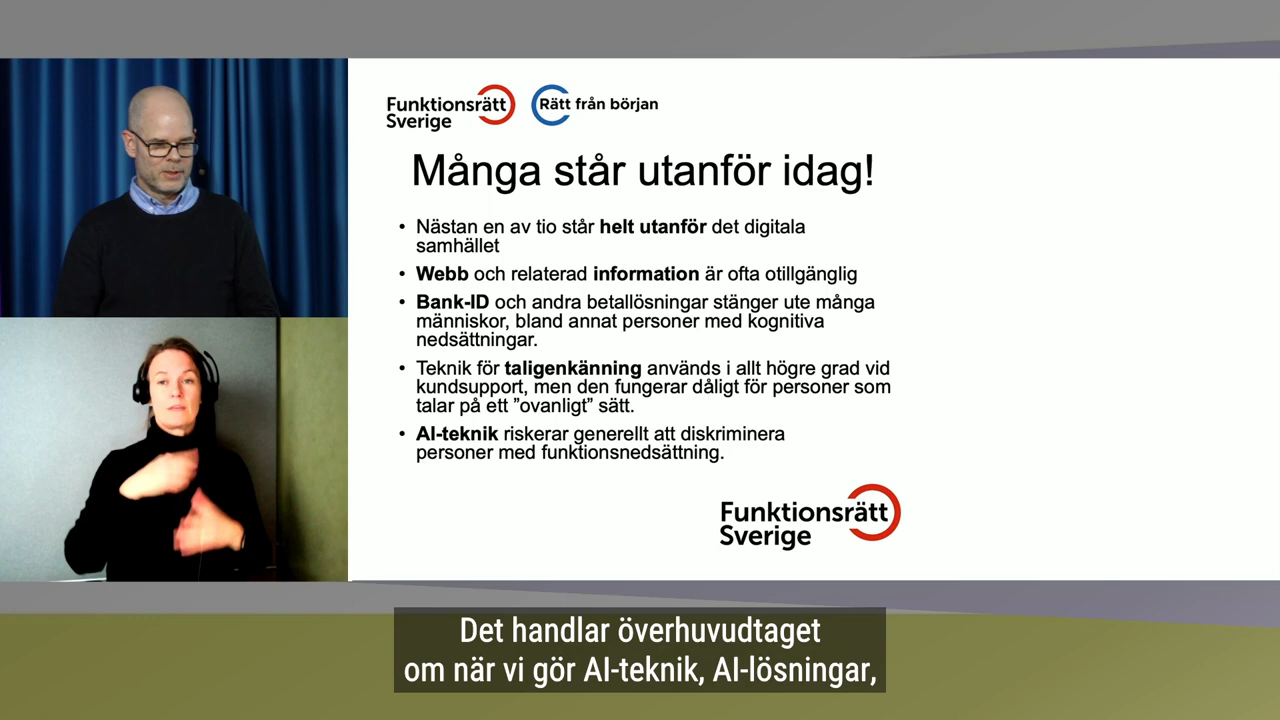 Funktionsrätt
Sverige
Rätt från början
Många står utanför idag!
• Nästan en av tio står helt utanför det digitala
samhället
• Webb och relaterad information är ofta otillgänglig
• Bank-ID och andra betallösningar stänger ute många
människor, bland annat personer med kognitiva
nedsättningar.
• Teknik för taligenkänning används i allt högre grad vid
kundsupport, men den fungerar dåligt för personer som
talar på ett ”ovanligt” sätt.
• AI-teknik riskerar generellt att diskriminera
personer med funktionsnedsättning.
Funktionsrätt
Sverige
Det handlar överhuvudtaget
om när vi gör AI-teknik, AI-lösningar,